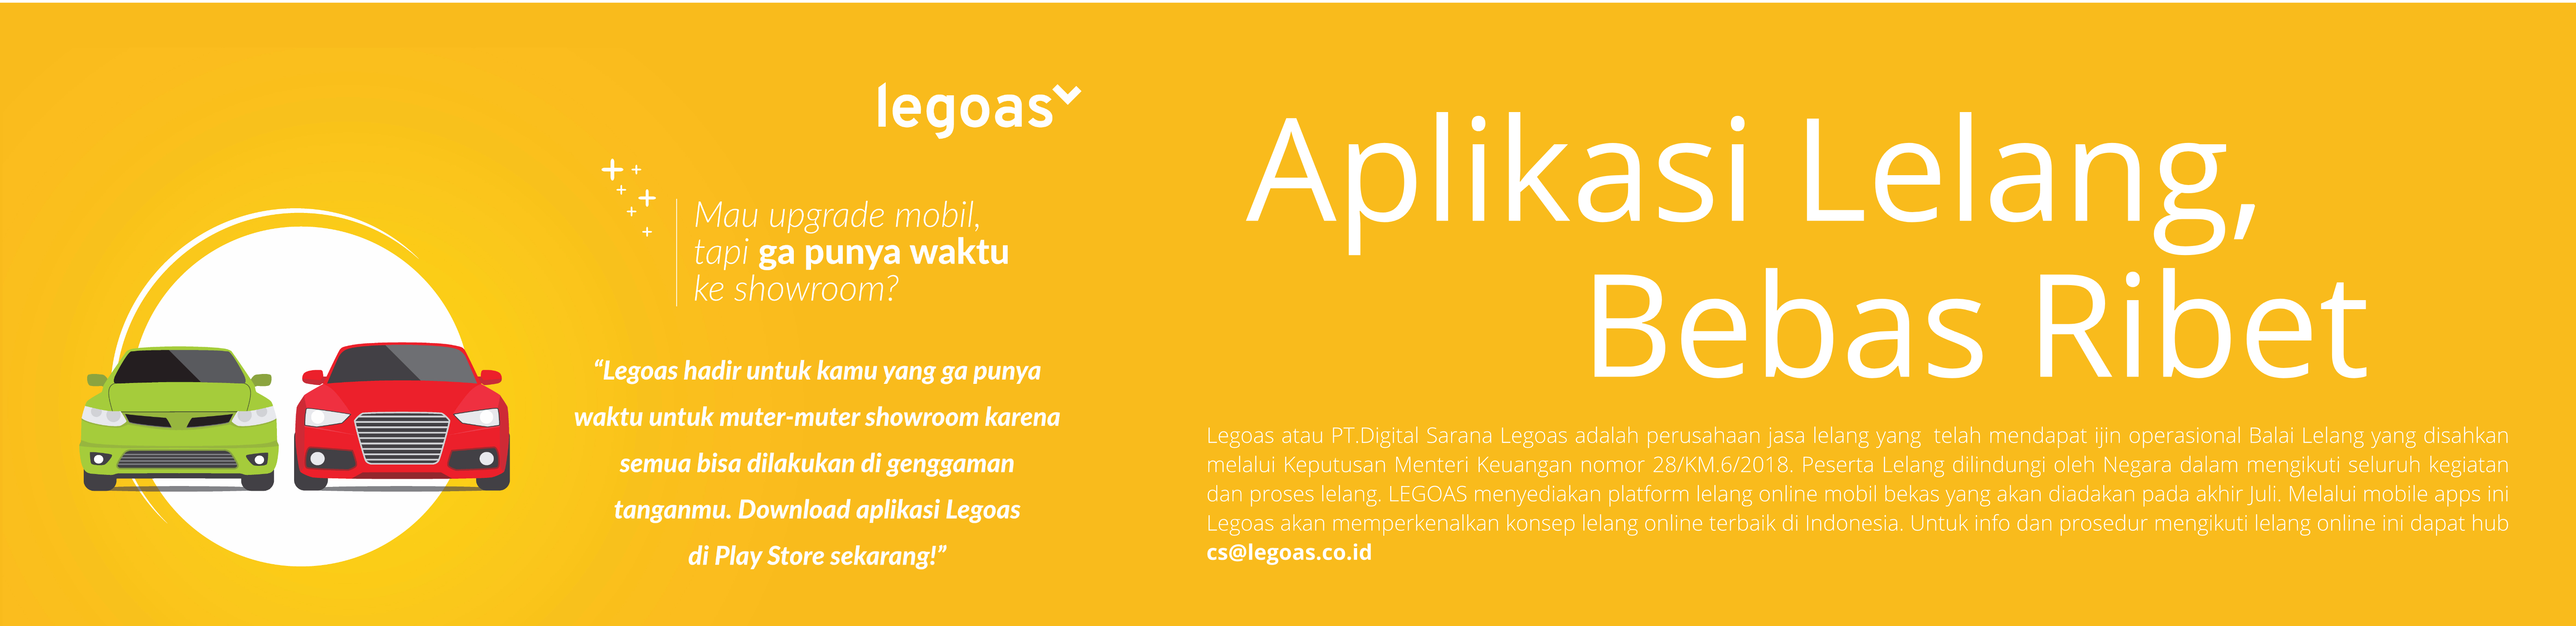 legoas
Mau upgrade mobil,
tapi ga punya waktu
ke showroom?
“Legoas hadir untuk kamu yang ga punya
waktu untuk muter-muter showroom karena
semua bisa dilakukan di genggaman
tanganmu. Download aplikasi Legoas
di Play Store sekarang!”
Aplikasi Lelang,
Bebas Ribet
Legoas atau PT.Digital Sarana Legoas adalah perusahaan jasa lelang yang telah mendapat ijin operasional Balai Lelang yang disahkan
melalui Keputusan Menteri Keuangan nomor 28/KM.6/2018. Peserta Lelang dilindungi oleh Negara dalam mengikuti seluruh kegiatan
dan proses lelang. LEGOAS menyediakan platform lelang online mobil bekas yang akan diadakan pada akhir Juli. Melalui mobile apps ini
Legoas akan memperkenalkan konsep lelang online terbaik di Indonesia. Untuk info dan prosedur mengikuti lelang online ini dapat hub
cs@legoas.co.id